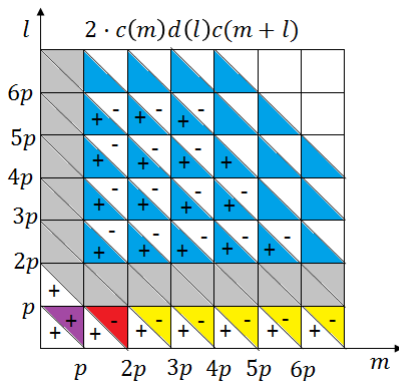 l 2 · c(m)d(l)c(m + l)
6p
- - -
+ + +
5p
- - -
+ + + +
4p
- - - -
+ + + +
3p
- - - - -
+ + + + +
2p
+
p
+ - - - - - -
+ + + + + + +
p 2p 3p 4p 5p 6p m